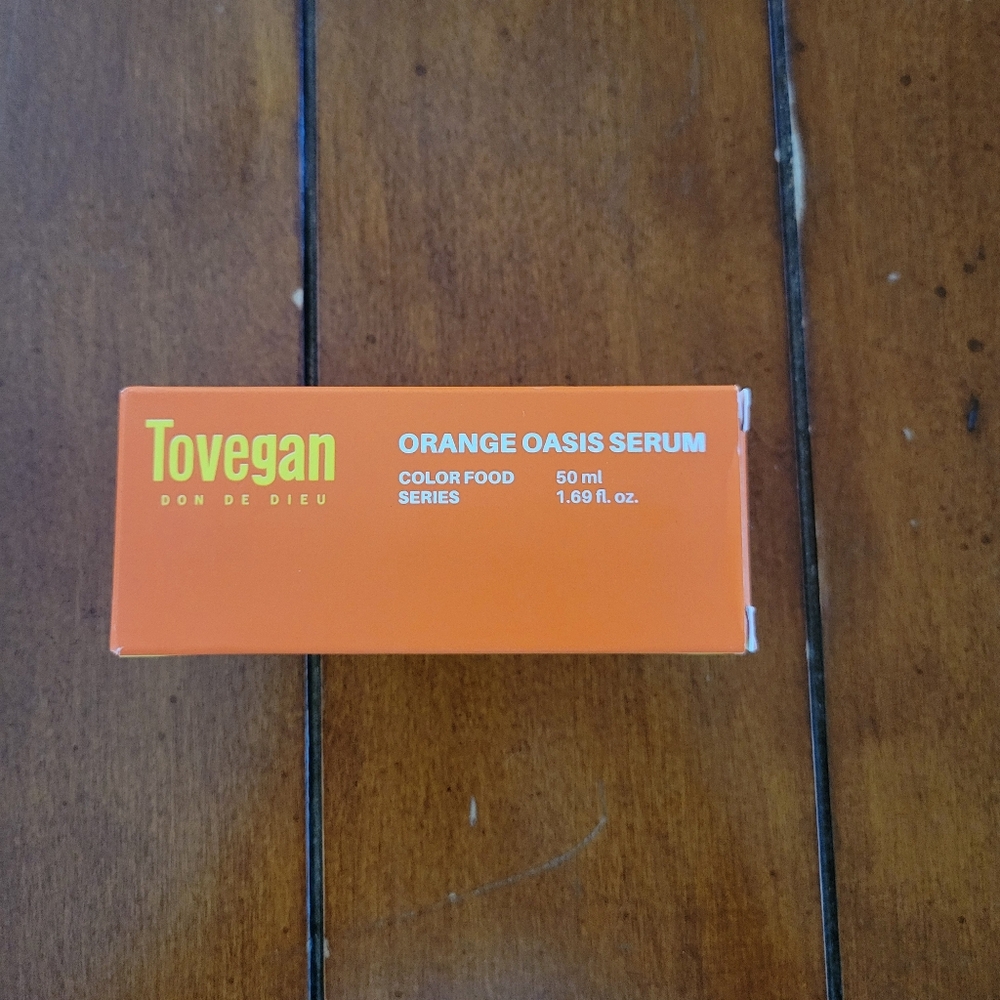 Tovegan
DON DE DIEU
ORANGE OASIS SERUM
COLOR FOOD
SERIES
50 ml
1.69 fl. oz.